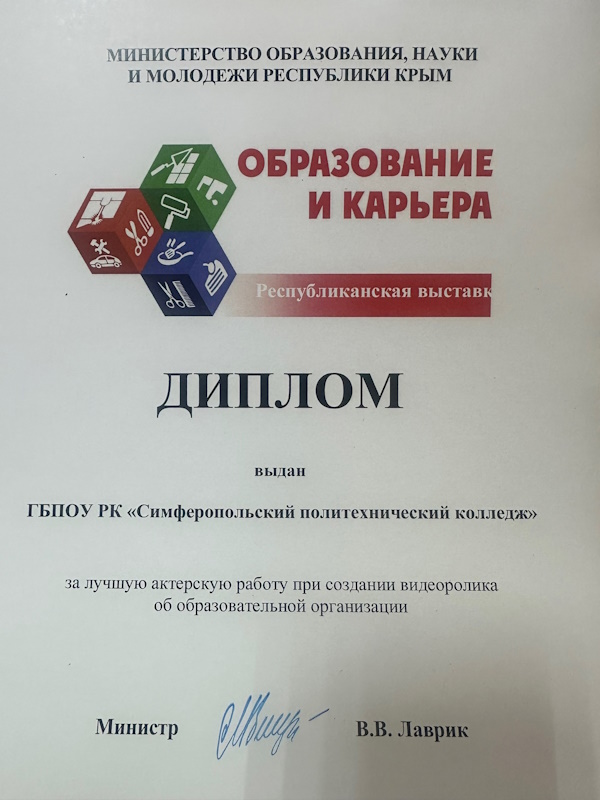 МИНИСТЕРСТВО ОБРАЗОВАНИЯ, НАУКИ
И МОЛОДЕЖИ РЕСПУБЛИКИ КРЫМ
ОБРАЗОВАНИЕ
И КАРЬЕРА
Республиканская выставк
ДИПЛОМ
выдан
ГБПОУ РК «Симферопольский политехнический колледж»
за лучшую актерскую работу при создании видеоролика
об образовательной организации
Министр
В.В. Лаврик